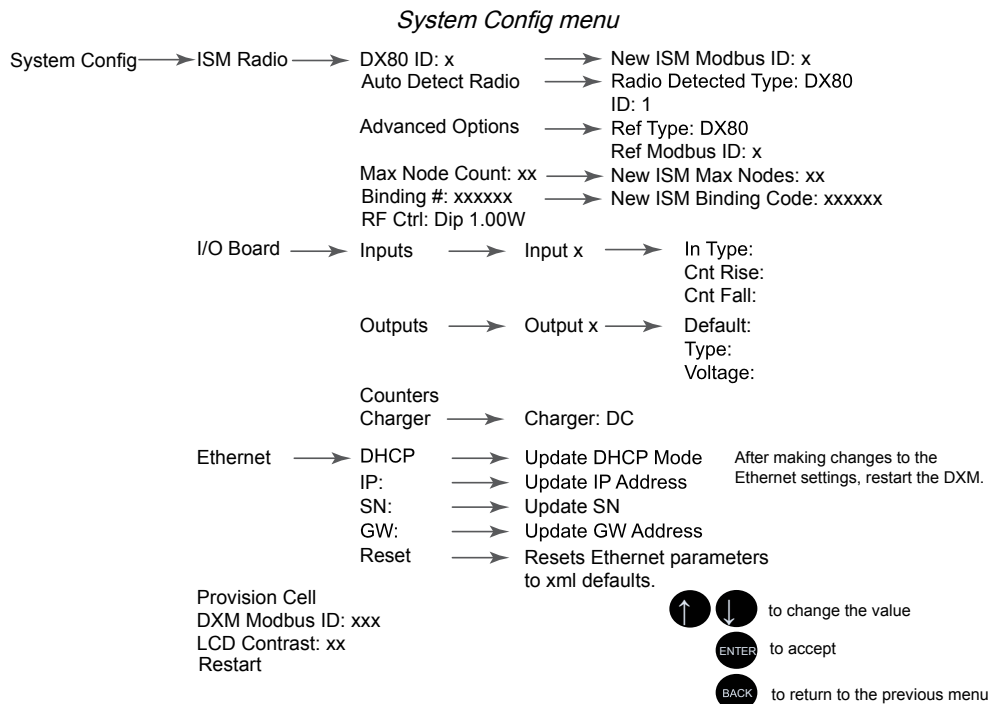 System Config menu
System Config ISM Radio DX80 ID: x New ISM Modbus ID: x
Auto Detect Radio Radio Detected Type: DX80
ID: 1
Advanced Options Ref Type: DX80
Ref Modbus ID: x
Max Node Count: xx New ISM Max Nodes: xx
Binding #: xxxxxx New ISM Binding Code: xxxxxx
RF Ctrl: Dip 1.00W
I/O Board Inputs Input x In Type:
Cnt Rise:
Cnt Fall:
Outputs Output x Default:
Type:
Voltage:
Counters
Charger Charger: DC
Ethernet DHCP Update DHCP Mode After making changes to the
IP: Update IP Address Ethernet settings, restart the DXM.
SN: Update SN
GW: Update GW Address
Reset Resets Ethernet parameters
to xml defaults.
Provision Cell
DXM Modbus ID: xxx to change the value
LCD Contrast: xx
Restart
ENTER to accept
BACK to return to the previous menu